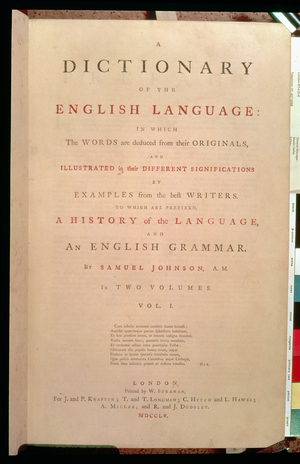 A
DICTIONARY
OF THE
ENGLISH LANGUAGE:
IN WHICH
The WORDS are deduced from their ORIGINALS,
AND
ILLUSTRATED in their DIFFERENT SIGNIFICATIONS
BY
EXAMPLES from the best WRITERS.
TO WHICH ARE PREFIXED,
A HISTORY of the LANGUAGE,
AND
AN ENGLISH GRAMMAR.
BY SAMUEL JOHNSON, A.M.
IN TWO VOLUMES.
VOL. I.
HOR.
LONDON,
Printed by W. STRAHAN,
For J. and P. KNAPTON; T. and T. LONGMAN; C. HITCH and L. HAWES;
A. MILLAR; and R. and J. DODSLEY.
MDCCLV.